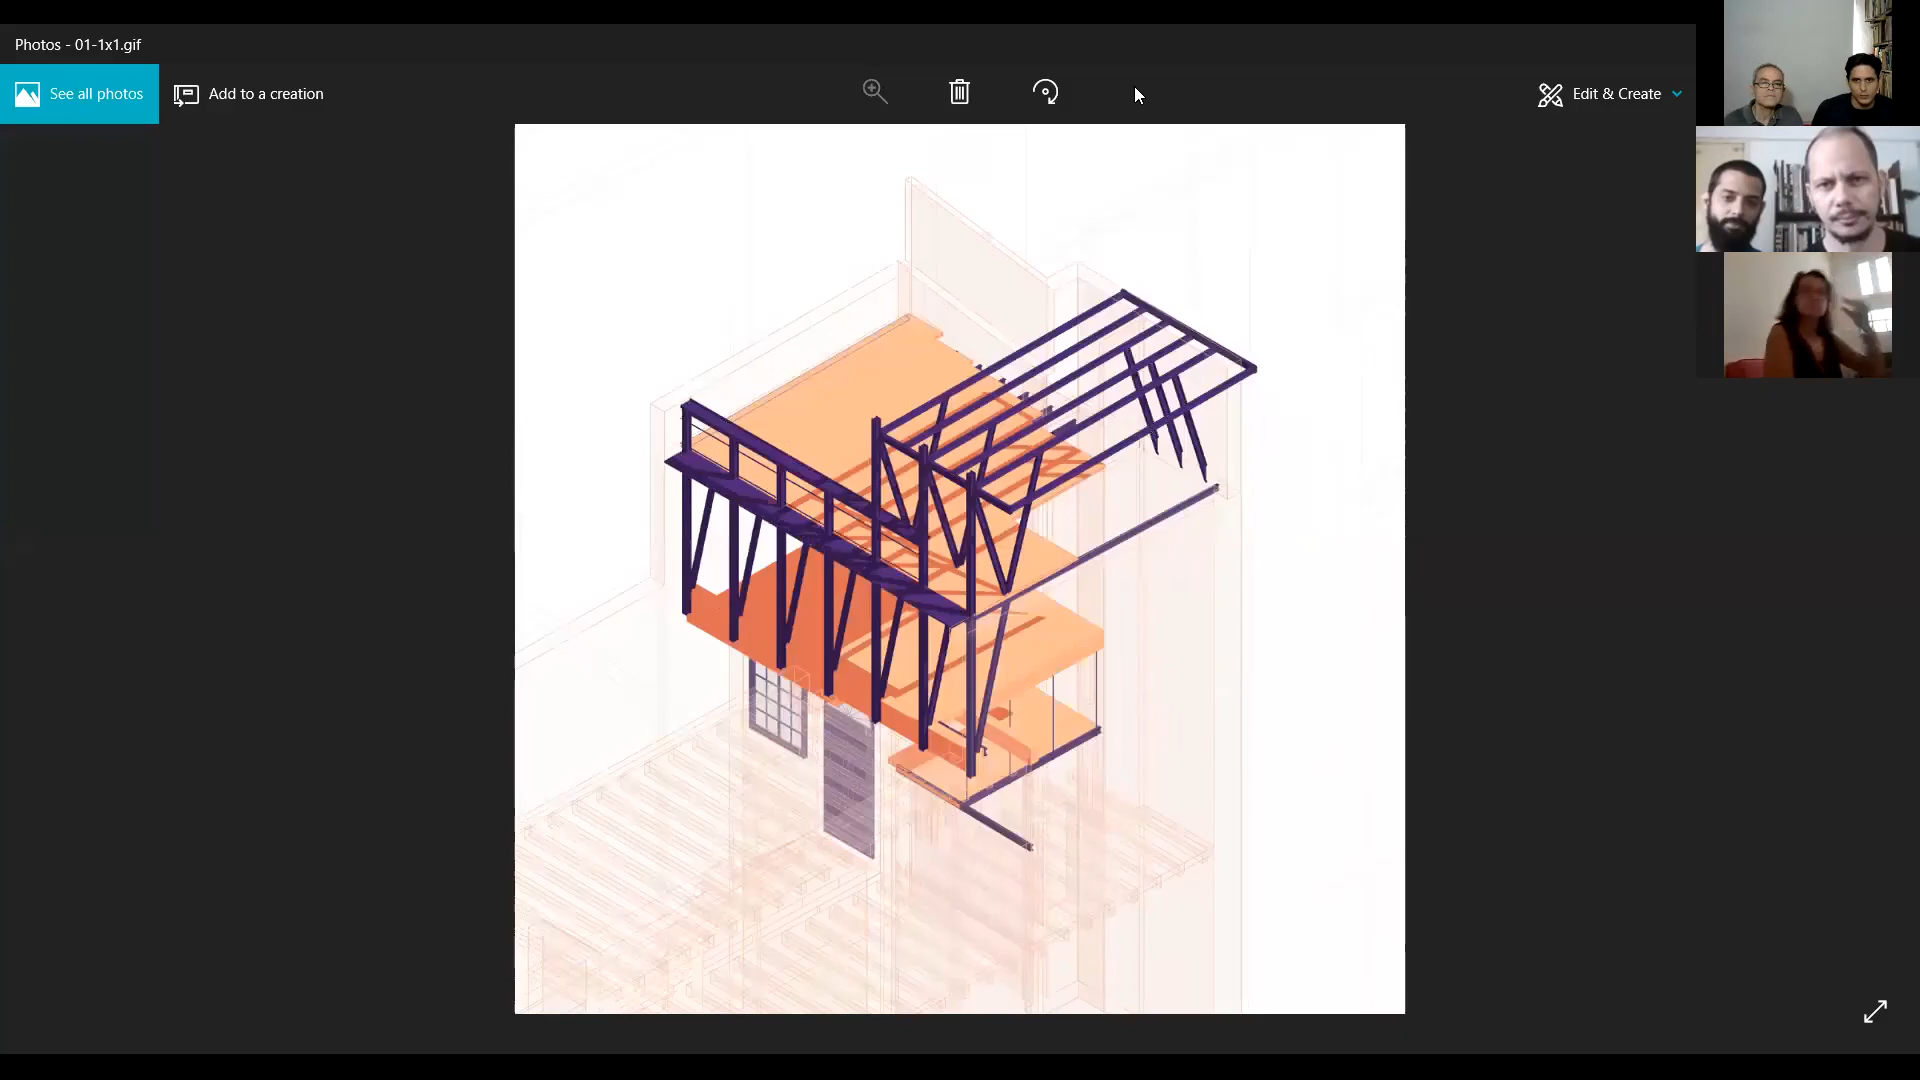 Photos - 01-1x1.gif
See all photos
Add to a creation
Edit & Create